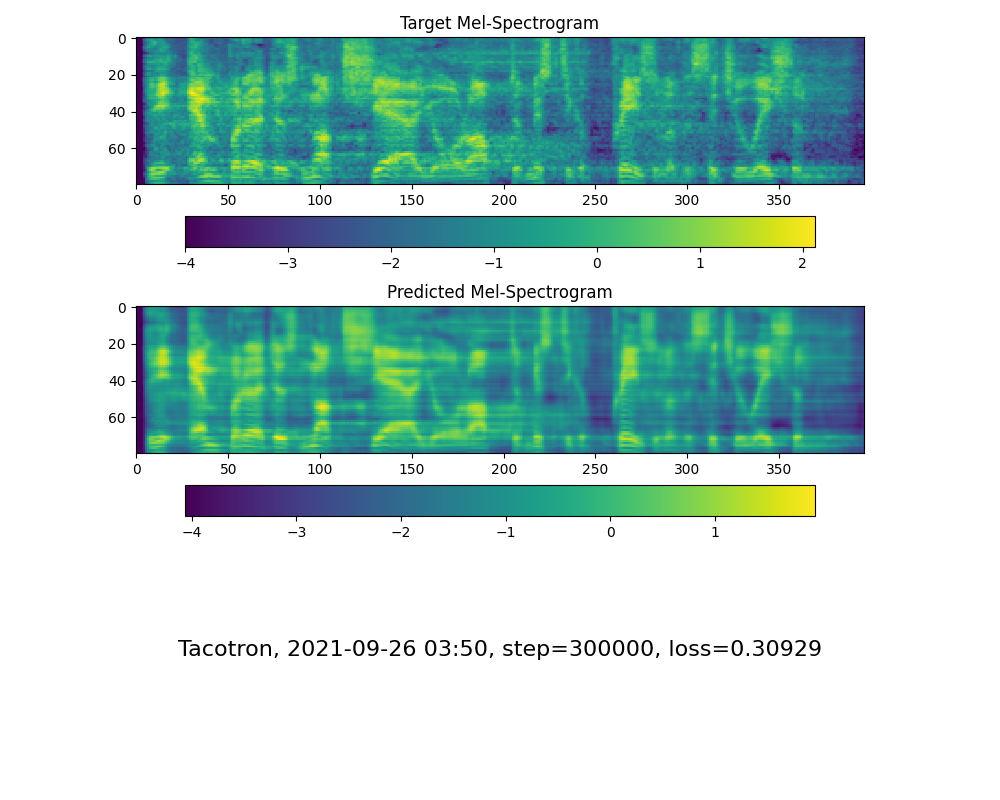 Target Mel-Spectrogram
0
20
40
60
0 50 100 150 200 250 300 350
−4 −3 −2 −1 0 1 2
Predicted Mel-Spectrogram
0
20
40
60
0 50 100 150 200 250 300 350
−4 −3 −2 −1 0 1
Tacotron, 2021-09-26 03:50, step=300000, loss=0.30929